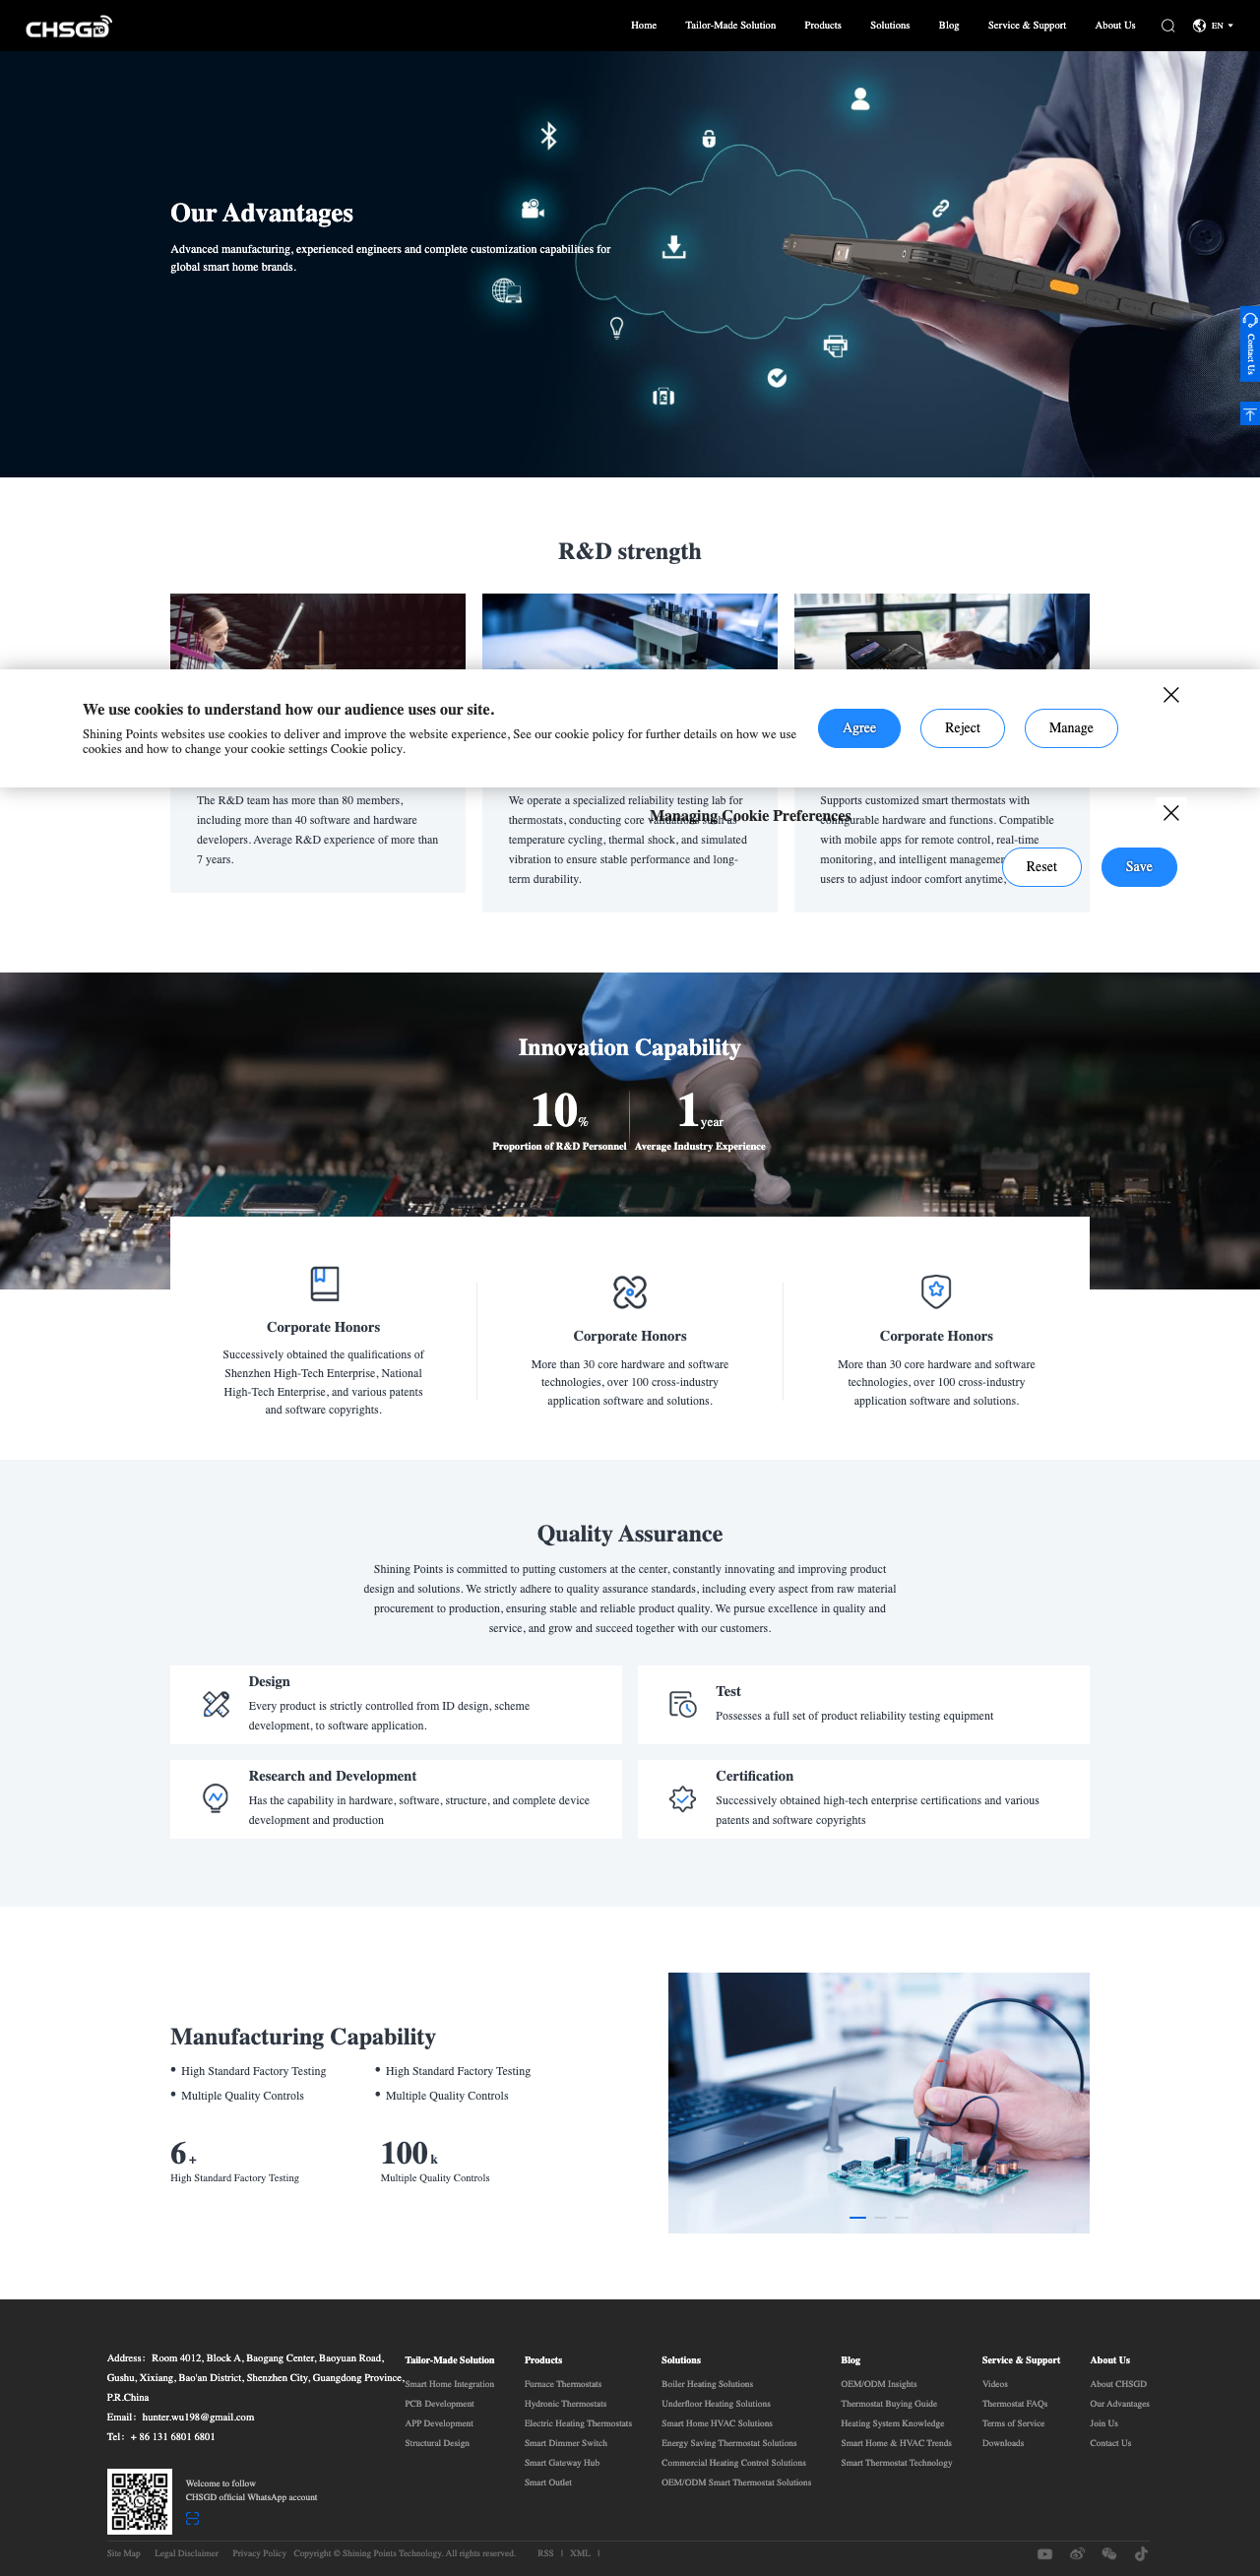 CHSGD
Home Tailor-Made Solution Products Solutions Blog Service & Support About Us EN
Our Advantages
Advanced manufacturing, experienced engineers and complete customization capabilities for
global smart home brands.
Contact Us
R&D strength
We use cookies to understand how our audience uses our site.
Shining Points websites use cookies to deliver and improve the website experience, See our cookie policy for further details on how we use
cookies and how to change your cookie settings Cookie policy.
Agree Reject Manage
The R&D team has more than 80 members,
including more than 40 software and hardware
developers. Average R&D experience of more than
7 years.
We operate a specialized reliability testing lab for
thermostats, conducting core validations such as
temperature cycling, thermal shock, and simulated
vibration to ensure stable performance and long-
term durability.
Supports customized smart thermostats with
configurable hardware and functions. Compatible
with mobile apps for remote control, real-time
monitoring, and intelligent management
users to adjust indoor comfort anytime,
Managing Cookie Preferences
Reset Save
Innovation Capability
10%
Proportion of R&D Personnel
1year
Average Industry Experience
Corporate Honors
Successively obtained the qualifications of
Shenzhen High-Tech Enterprise, National
High-Tech Enterprise, and various patents
and software copyrights.
Corporate Honors
More than 30 core hardware and software
technologies, over 100 cross-industry
application software and solutions.
Corporate Honors
More than 30 core hardware and software
technologies, over 100 cross-industry
application software and solutions.
Quality Assurance
Shining Points is committed to putting customers at the center, constantly innovating and improving product
design and solutions. We strictly adhere to quality assurance standards, including every aspect from raw material
procurement to production, ensuring stable and reliable product quality. We pursue excellence in quality and
service, and grow and succeed together with our customers.
Design
Every product is strictly controlled from ID design, scheme
development, to software application.
Test
Possesses a full set of product reliability testing equipment
Research and Development
Has the capability in hardware, software, structure, and complete device
development and production
Certification
Successively obtained high-tech enterprise certifications and various
patents and software copyrights
Manufacturing Capability
• High Standard Factory Testing • High Standard Factory Testing
• Multiple Quality Controls • Multiple Quality Controls
6+
High Standard Factory Testing
100k
Multiple Quality Controls
Address：Room 4012, Block A, Baogang Center, Baoyuan Road,
Gushu, Xixiang, Bao'an District, Shenzhen City, Guangdong Province,
P.R.China
Email：hunter.wu198@gmail.com
Tel：+ 86 131 6801 6801
Welcome to follow
CHSGD official WhatsApp account
Tailor-Made Solution
Smart Home Integration
PCB Development
APP Development
Structural Design
Products
Furnace Thermostats
Hydronic Thermostats
Electric Heating Thermostats
Smart Dimmer Switch
Smart Gateway Hub
Smart Outlet
Solutions
Boiler Heating Solutions
Underfloor Heating Solutions
Smart Home HVAC Solutions
Energy Saving Thermostat Solutions
Commercial Heating Control Solutions
OEM/ODM Smart Thermostat Solutions
Blog
OEM/ODM Insights
Thermostat Buying Guide
Heating System Knowledge
Smart Home & HVAC Trends
Smart Thermostat Technology
Service & Support
Videos
Thermostat FAQs
Terms of Service
Downloads
About Us
About CHSGD
Our Advantages
Join Us
Contact Us
Site Map Legal Disclaimer Privacy Policy Copyright © Shining Points Technology. All rights reserved. RSS | XML |